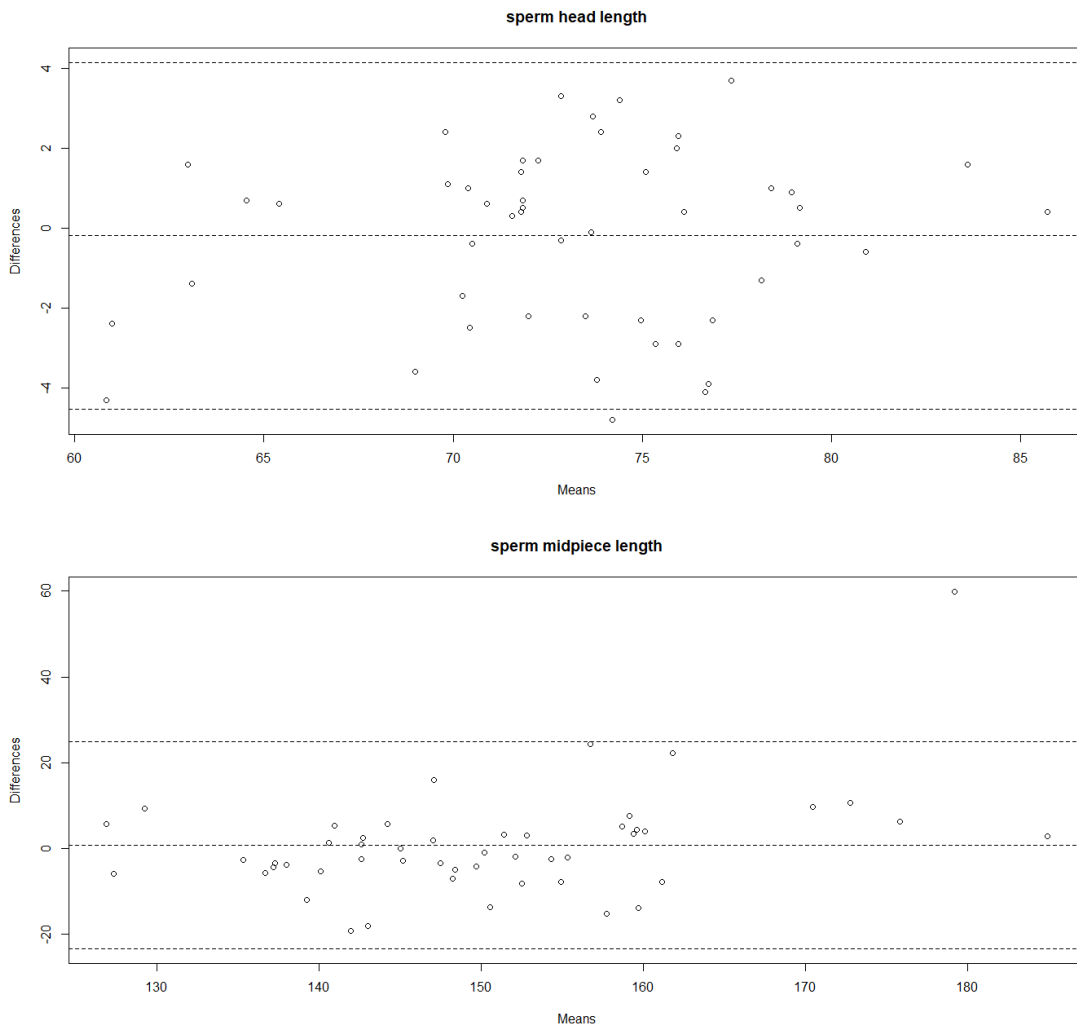 sperm head length
4
2
0
-2
-4
Differences
60 65 70 75 80 85
Means
sperm midpiece length
60
40
20
0
-20
Differences
130 140 150 160 170 180
Means